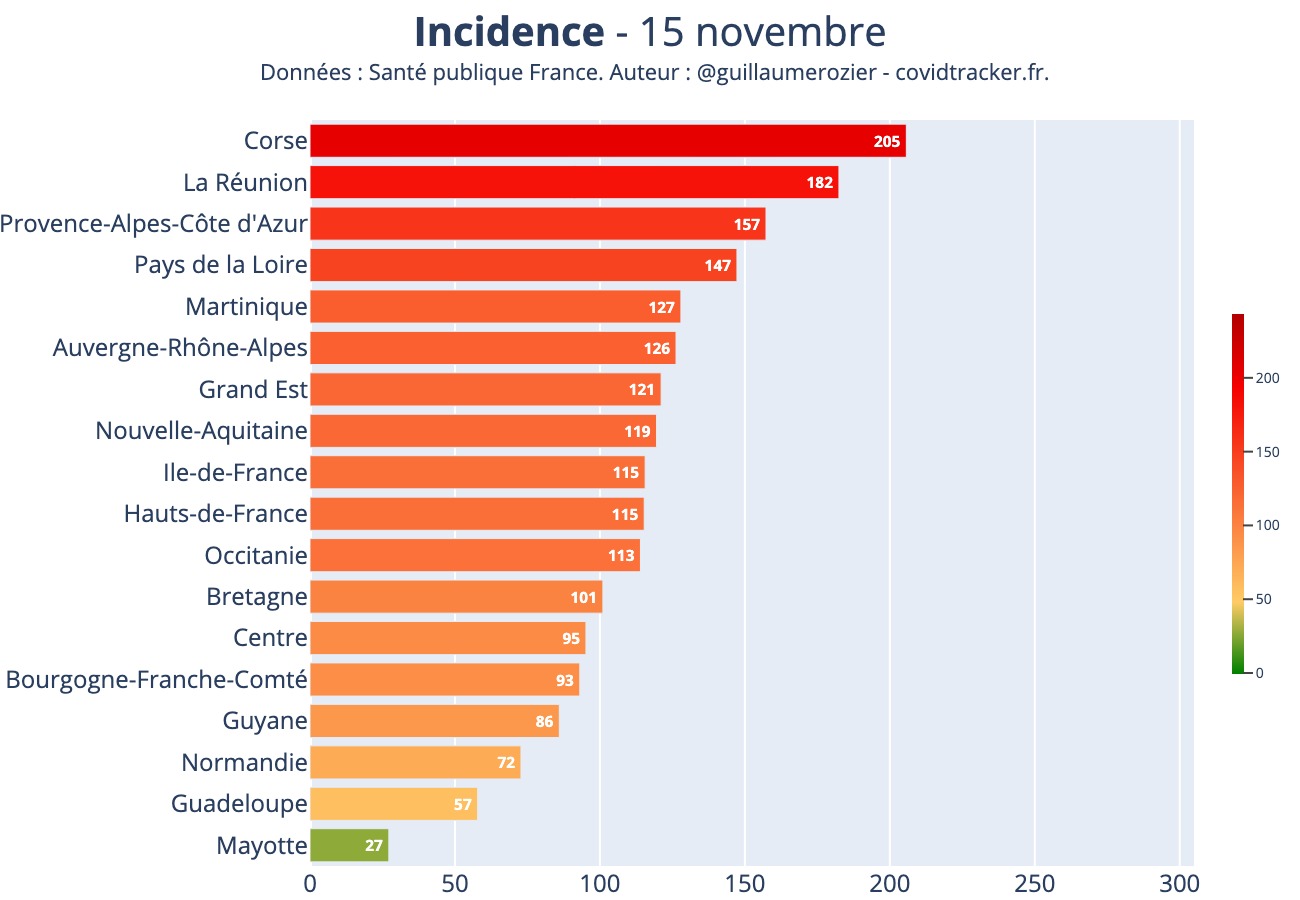 Incidence - 15 novembre
Données : Santé publique France. Auteur : @guillaumerozier - covidtracker.fr.
Corse 205
La Réunion 182
Provence-Alpes-Côte d'Azur 157
Pays de la Loire 147
Martinique 127
Auvergne-Rhône-Alpes 126
Grand Est 121
Nouvelle-Aquitaine 119
Ile-de-France 115
Hauts-de-France 115
Occitanie 113
Bretagne 101
Centre 95
Bourgogne-Franche-Comté 93
Guyane 86
Normandie 72
Guadeloupe 57
Mayotte 27
0 50 100 150 200 250 300
200
150
100
50
0